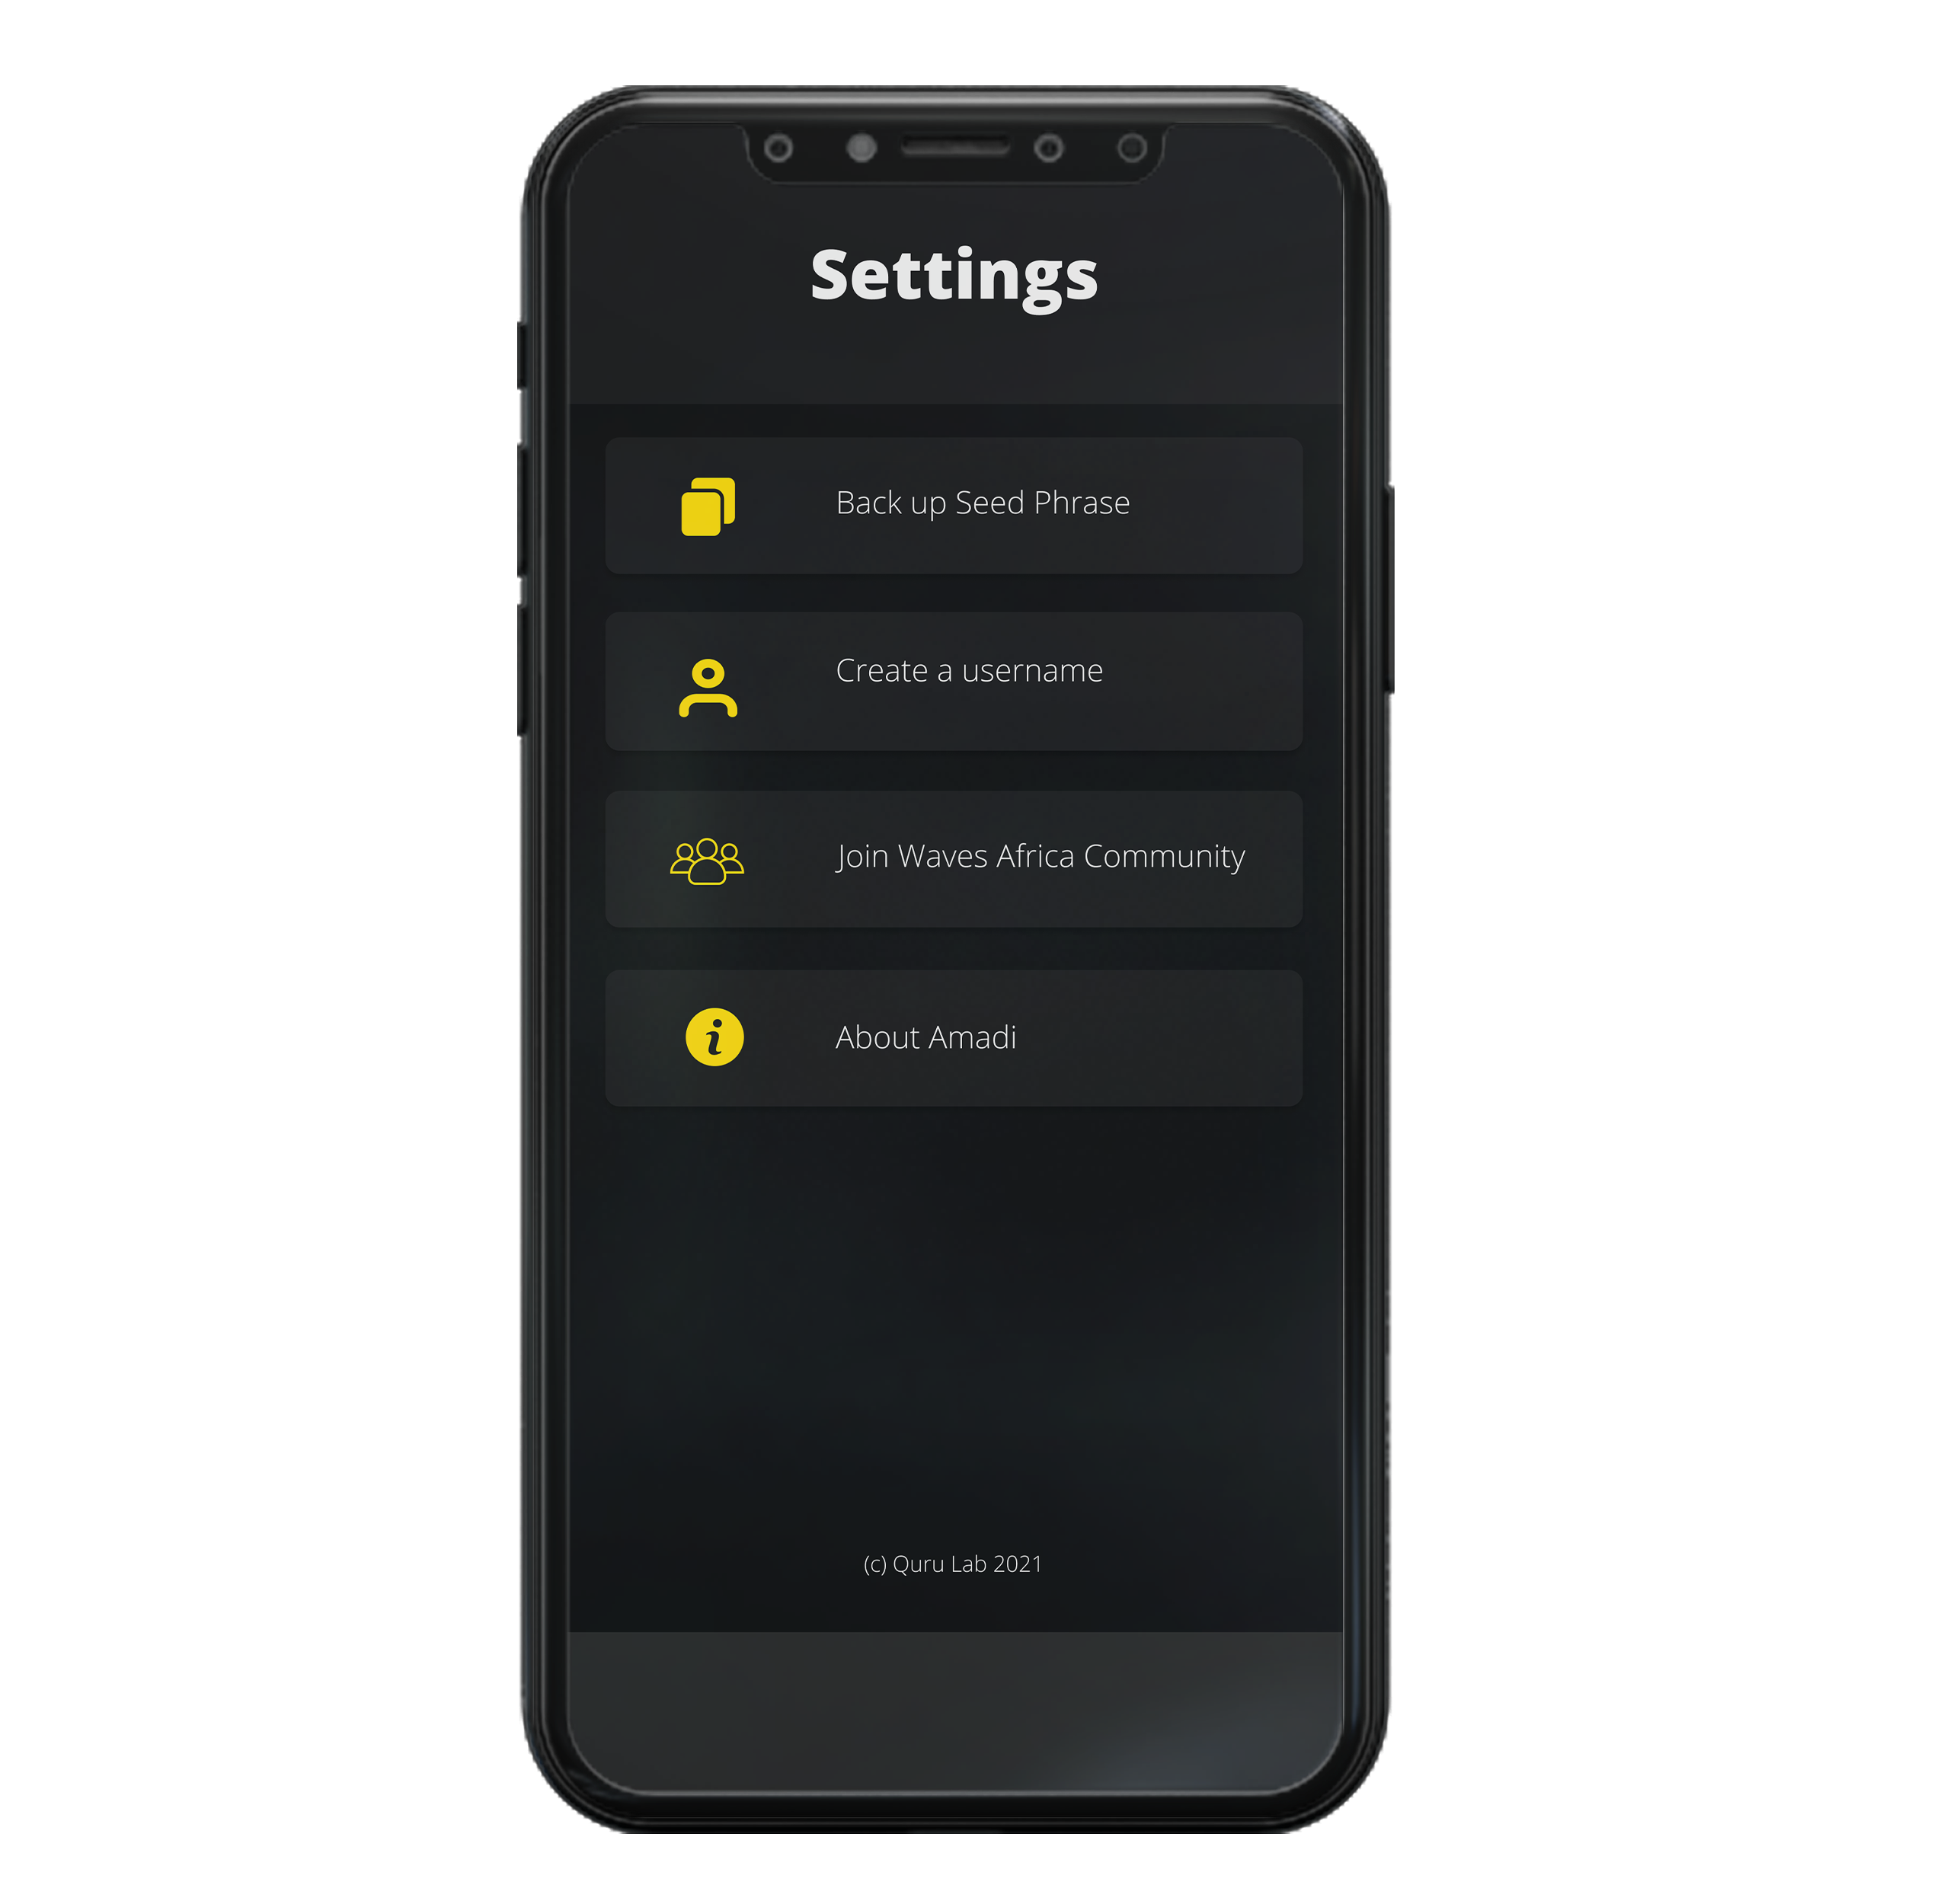 Settings
Back up Seed Phrase
Create a username
Join Waves Africa Community
About Amadi
(c) Quru Lab 2021